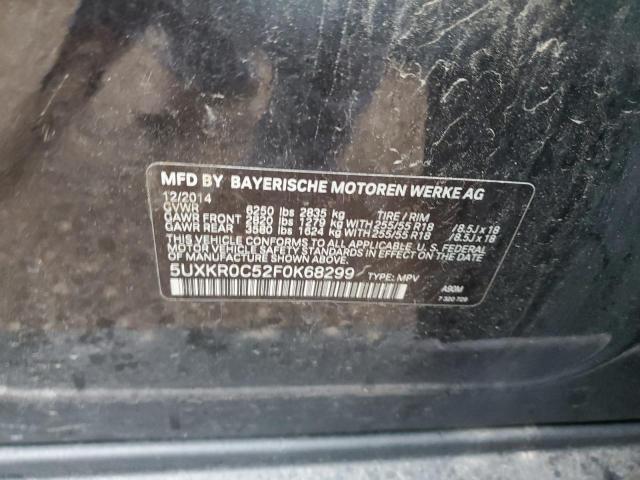 MFD BY BAYERISCHE MOTOREN WERKE AG
12/2014
GVWR 6250 lbs 2835 kg TIRE/RIM
GAWR FRONT 2820 lbs 1279 kg WITH 255/55 R18 /8.5J x 18
GAWR REAR 3580 lbs 1624 kg WITH 255/55 R18 /8.5J x 18
THIS VEHICLE CONFORMS TO ALL APPLICABLE U.S. FEDERAL
MOTOR VEHICLE SAFETY STANDARDS IN EFFECT ON THE
DATE OF MANUFACTURE SHOWN ABOVE.
5UXKR0C52F0K68299 TYPE: MPV A90M
7 320 729